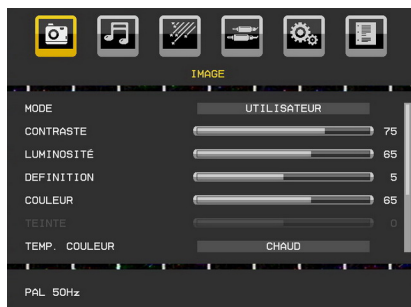 IMAGE
MODE UTILISATEUR
CONTRASTE 75
LUMINOSITÉ 65
DEFINITION 5
COULEUR 65
TEINTE 0
TEMP. COULEUR CHAUD
PAL 50Hz